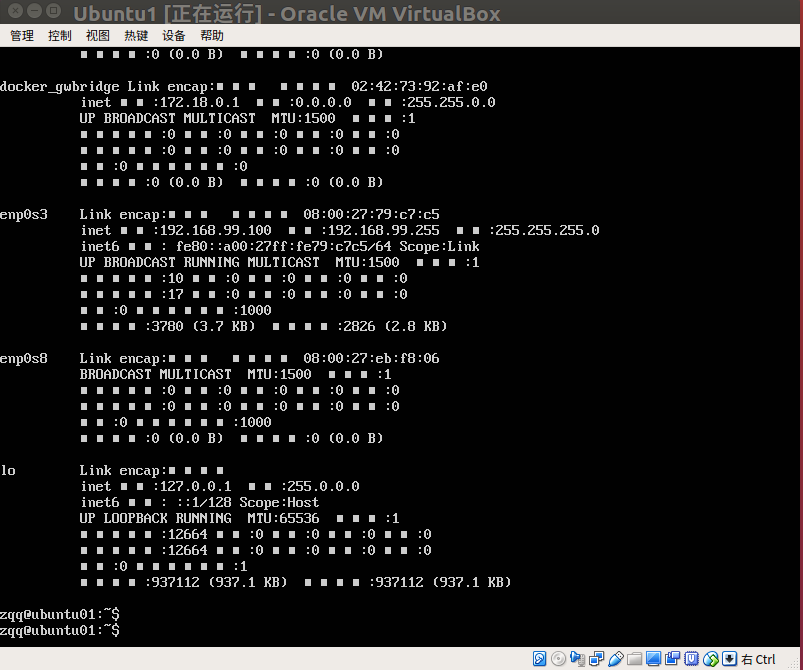 Ubuntu1 [正在运行] - Oracle VM VirtualBox
管理 控制 视图 热键 设备 帮助
■ ■ ■ ■ :0 (0.0 B) ■ ■ ■ ■ :0 (0.0 B)
docker_gwbridge Link encap:■ ■ ■ ■ ■ ■ ■ 02:42:73:92:af:e0
inet ■ ■ :172.18.0.1 ■ ■ :0.0.0.0 ■ ■ :255.255.0.0
UP BROADCAST MULTICAST MTU:1500 ■ ■ ■ :1
■ ■ ■ ■ ■ :0 ■ ■ :0 ■ ■ :0 ■ ■ :0 ■ ■ :0
■ ■ ■ ■ ■ :0 ■ ■ :0 ■ ■ :0 ■ ■ :0 ■ ■ :0
■ ■ :0 ■ ■ ■ ■ ■ ■ :0
■ ■ ■ ■ :0 (0.0 B) ■ ■ ■ ■ :0 (0.0 B)
enp0s3 Link encap:■ ■ ■ ■ ■ ■ ■ 08:00:27:79:c7:c5
inet ■ ■ :192.168.99.100 ■ ■ :192.168.99.255 ■ ■ :255.255.255.0
inet6 ■ ■ : fe80::a00:27ff:fe79:c7c5/64 Scope:Link
UP BROADCAST RUNNING MULTICAST MTU:1500 ■ ■ ■ :1
■ ■ ■ ■ ■ :10 ■ ■ :0 ■ ■ :0 ■ ■ :0 ■ ■ :0
■ ■ ■ ■ ■ :17 ■ ■ :0 ■ ■ :0 ■ ■ :0 ■ ■ :0
■ ■ :0 ■ ■ ■ ■ ■ ■ :1000
■ ■ ■ ■ :3780 (3.7 KB) ■ ■ ■ ■ :2826 (2.8 KB)
enp0s8 Link encap:■ ■ ■ ■ ■ ■ ■ 08:00:27:eb:f8:06
BROADCAST MULTICAST MTU:1500 ■ ■ ■ :1
■ ■ ■ ■ ■ :0 ■ ■ :0 ■ ■ :0 ■ ■ :0 ■ ■ :0
■ ■ ■ ■ ■ :0 ■ ■ :0 ■ ■ :0 ■ ■ :0 ■ ■ :0
■ ■ :0 ■ ■ ■ ■ ■ ■ :1000
■ ■ ■ ■ :0 (0.0 B) ■ ■ ■ ■ :0 (0.0 B)
lo Link encap:■ ■ ■ ■
inet ■ ■ :127.0.0.1 ■ ■ :255.0.0.0
inet6 ■ ■ : ::1/128 Scope:Host
UP LOOPBACK RUNNING MTU:65536 ■ ■ ■ :1
■ ■ ■ ■ ■ :12664 ■ ■ :0 ■ ■ :0 ■ ■ :0 ■ ■ :0
■ ■ ■ ■ ■ :12664 ■ ■ :0 ■ ■ :0 ■ ■ :0 ■ ■ :0
■ ■ :0 ■ ■ ■ ■ ■ ■ :1
■ ■ ■ ■ :937112 (937.1 KB) ■ ■ ■ ■ :937112 (937.1 KB)
zqq@ubuntu01:~$
zqq@ubuntu01:~$
右 Ctrl